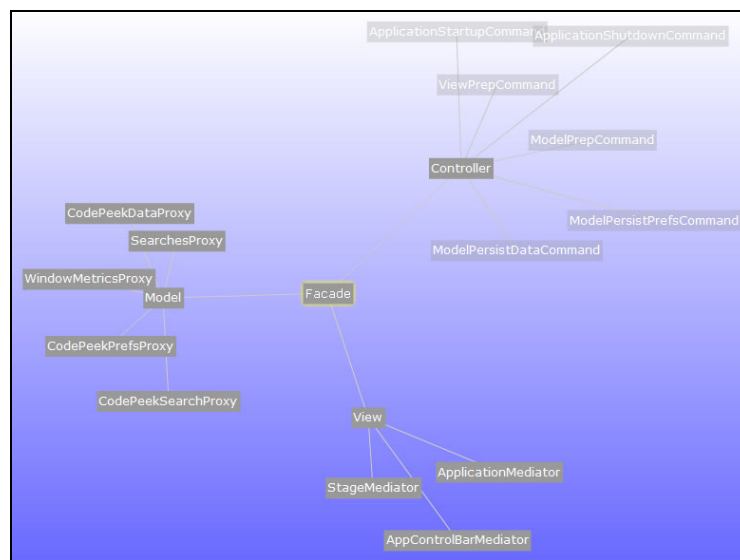 ApplicationStartupCommand
ApplicationShutdownCommand
ViewPrepCommand
ModelPrepCommand
Controller
CodePeekDataProxy
ModelPersistPrefsCommand
SearchesProxy
ModelPersistDataCommand
WindowMetricsProxy
Model
Facade
CodePeekPrefsProxy
CodePeekSearchProxy
View
ApplicationMediator
StageMediator
AppControlBarMediator